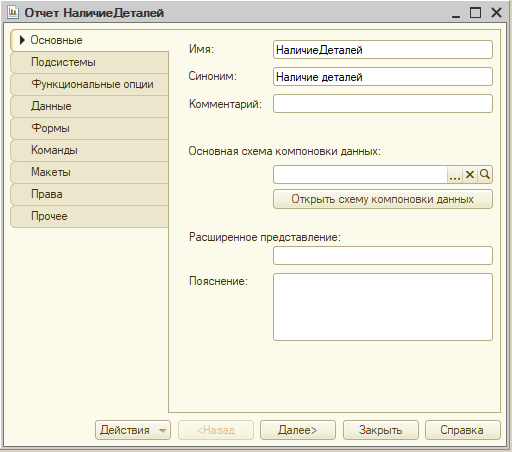 Отчет НаличиеДеталей
Основные
Подсистемы
Функциональные опции
Данные
Формы
Команды
Макеты
Права
Прочее
Имя: НаличиеДеталей
Синоним: Наличие деталей
Комментарий:
Основная схема компоновки данных:
...
Открыть схему компоновки данных
Расширенное представление:
Пояснение:
Действия <Назад Далее> Закрыть Справка